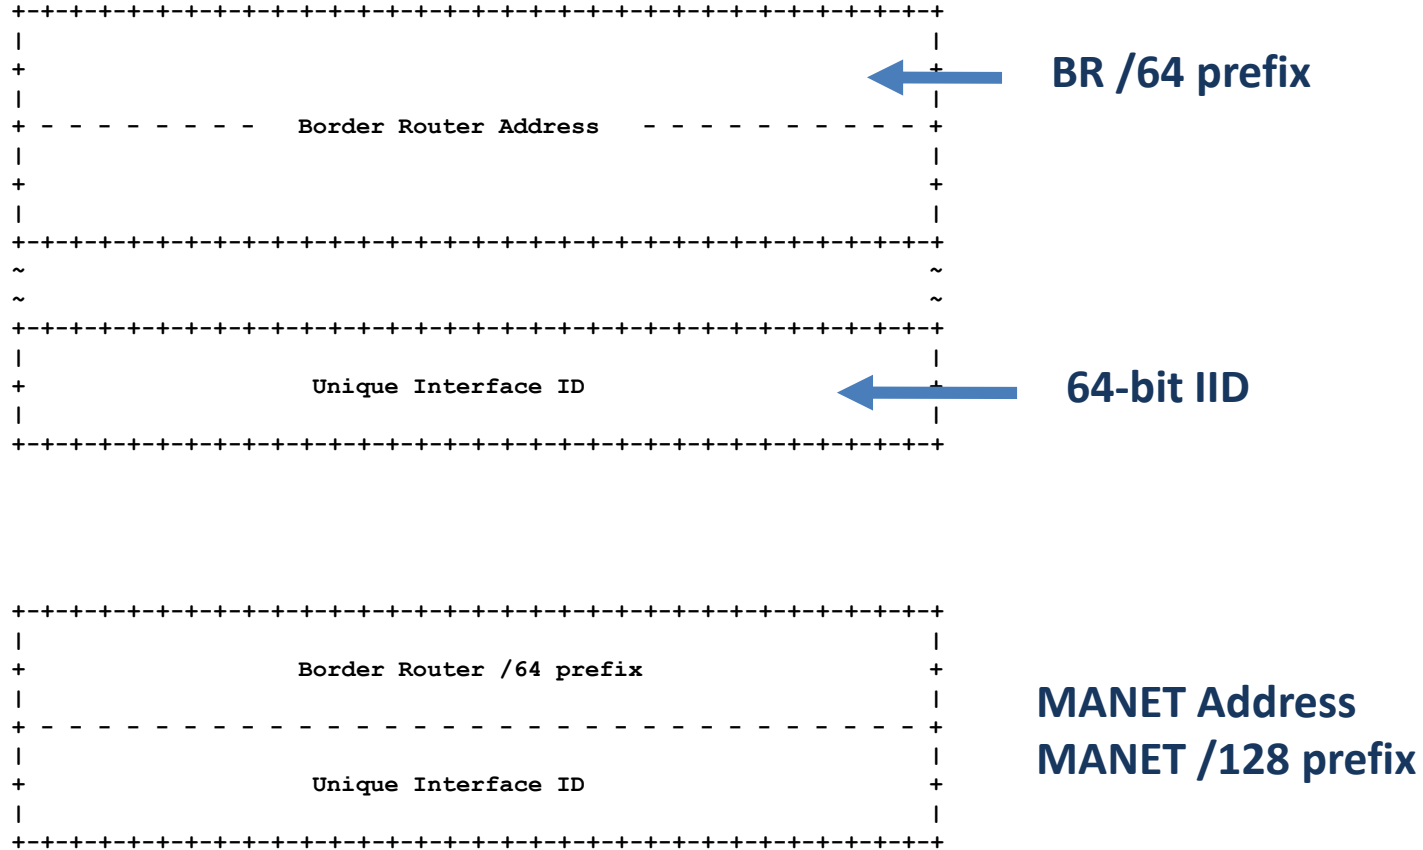 +-+-+-+-+-+-+-+-+-+-+-+-+-+-+-+-+-+-+-+-+-+-+-+-+-+-+-+-+-+-+-+-+
| |
+ + BR /64 prefix
| |
+ - - - - - - - - - Border Router Address - - - - - - - - - - +
| |
+ +
| |
+-+-+-+-+-+-+-+-+-+-+-+-+-+-+-+-+-+-+-+-+-+-+-+-+-+-+-+-+-+-+-+-+
~ ~
~ ~
+-+-+-+-+-+-+-+-+-+-+-+-+-+-+-+-+-+-+-+-+-+-+-+-+-+-+-+-+-+-+-+-+
| |
+ Unique Interface ID + 64-bit IID
| |
+-+-+-+-+-+-+-+-+-+-+-+-+-+-+-+-+-+-+-+-+-+-+-+-+-+-+-+-+-+-+-+-+
+-+-+-+-+-+-+-+-+-+-+-+-+-+-+-+-+-+-+-+-+-+-+-+-+-+-+-+-+-+-+-+-+
| |
+ Border Router /64 prefix +
| |
+ - - - - - - - - - - - - - - - - - - - - - - - - - - - - - - - +
| |
+ Unique Interface ID +
| |
+-+-+-+-+-+-+-+-+-+-+-+-+-+-+-+-+-+-+-+-+-+-+-+-+-+-+-+-+-+-+-+-+
MANET Address
MANET /128 prefix